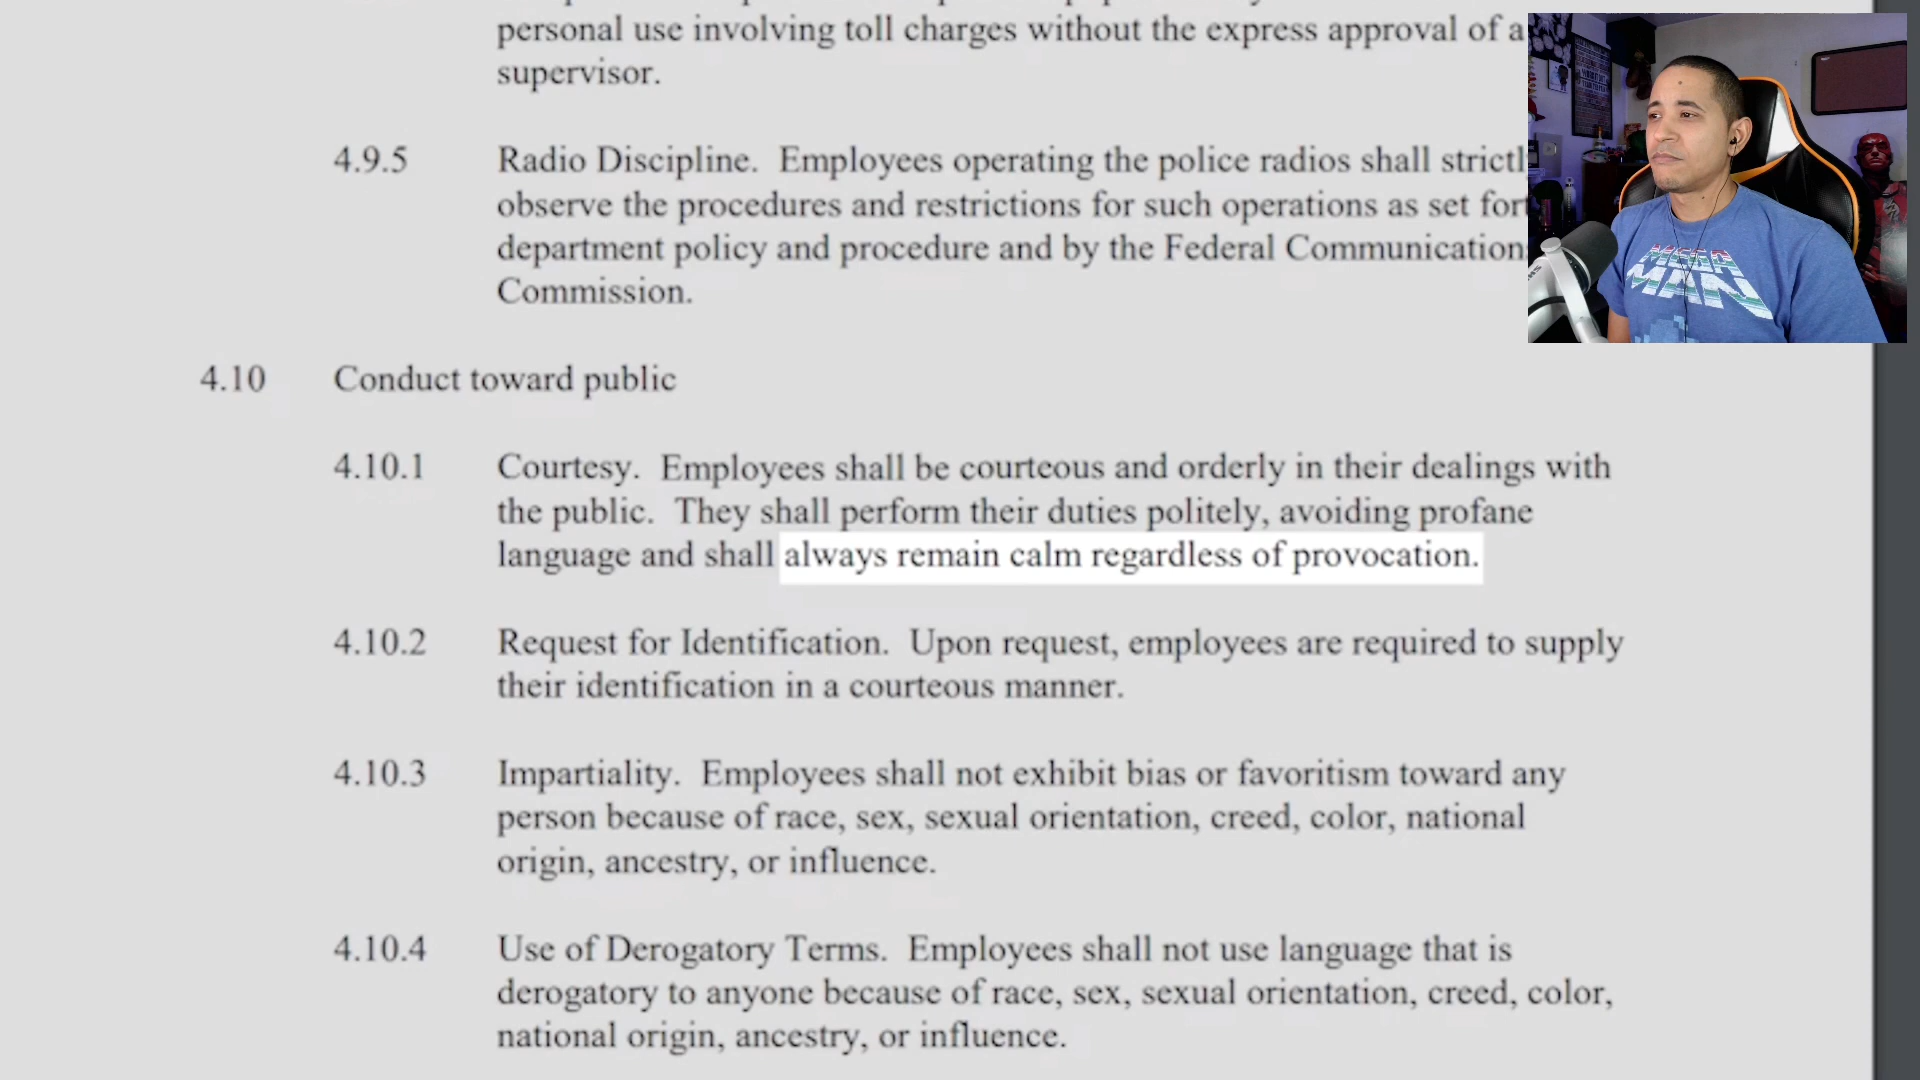 personal use involving toll charges without the express approval of a
supervisor.
4.9.5 Radio Discipline. Employees operating the police radios shall
observe the procedures and restrictions for such operations as set
department policy and procedure and by the Federal
Commission.
4.10 Conduct toward public
4.10.1 Courtesy. Employees shall be courteous and orderly in their dealings with
the public. They shall perform their duties politely, avoiding profane
language and shall always remain calm regardless of provocation.
4.10.2 Request for Identification. Upon request, employees are required to supply
their identification in a courteous manner.
4.10.3 Impartiality. Employees shall not exhibit bias or favoritism toward any
person because of race, sex, sexual orientation, creed, color, national
origin, ancestry, or influence.
4.10.4 Use of Derogatory Terms. Employees shall not use language that is
derogatory to anyone because of race, sex, sexual orientation, creed, color,
national origin, ancestry, or influence.
MEGA
MAN